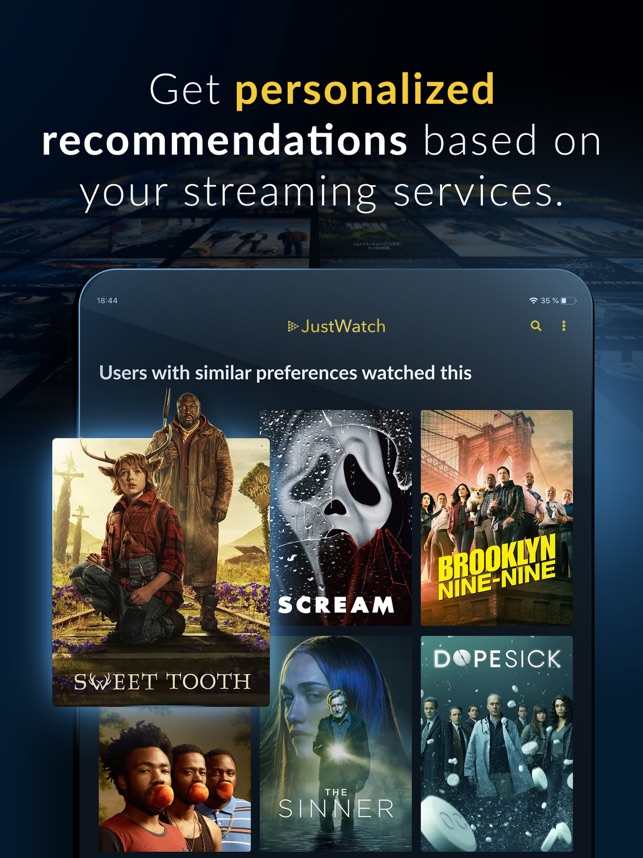 Get personalized
recommendations based on
your streaming services.
18:44
35 %
JustWatch
Users with similar preferences watched this
NO
SWEET TOOTH
SCREAM
BROOKLYN
NINE-NINE
THE
SINNER
DOPESICK